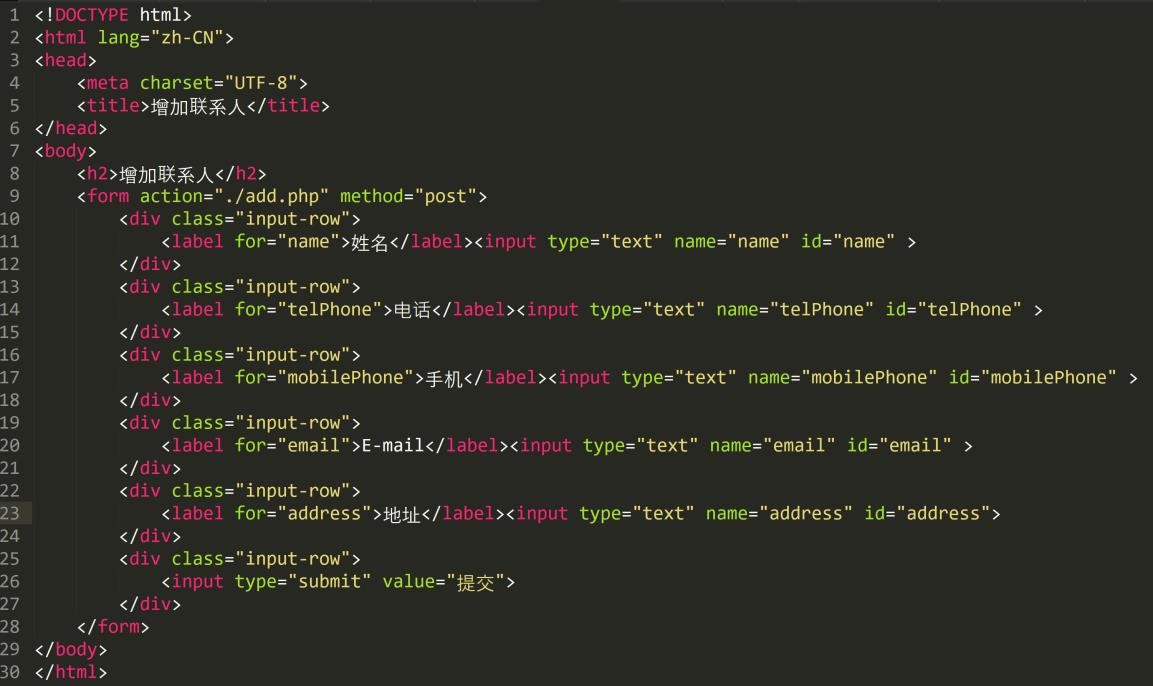 1 <!DOCTYPE html>
2 <html lang="zh-CN">
3 <head>
4     <meta charset="UTF-8">
5     <title>增加联系人</title>
6 </head>
7 <body>
8     <h2>增加联系人</h2>
9     <form action="./add.php" method="post">
10         <div class="input-row">
11             <label for="name">姓名</label><input type="text" name="name" id="name" >
12         </div>
13         <div class="input-row">
14             <label for="telPhone">电话</label><input type="text" name="telPhone" id="telPhone" >
15         </div>
16         <div class="input-row">
17             <label for="mobilePhone">手机</label><input type="text" name="mobilePhone" id="mobilePhone" >
18         </div>
19         <div class="input-row">
20             <label for="email">E-mail</label><input type="text" name="email" id="email" >
21         </div>
22         <div class="input-row">
23             <label for="address">地址</label><input type="text" name="address" id="address">
24         </div>
25         <div class="input-row">
26             <input type="submit" value="提交">
27         </div>
28     </form>
29 </body>
30 </html>